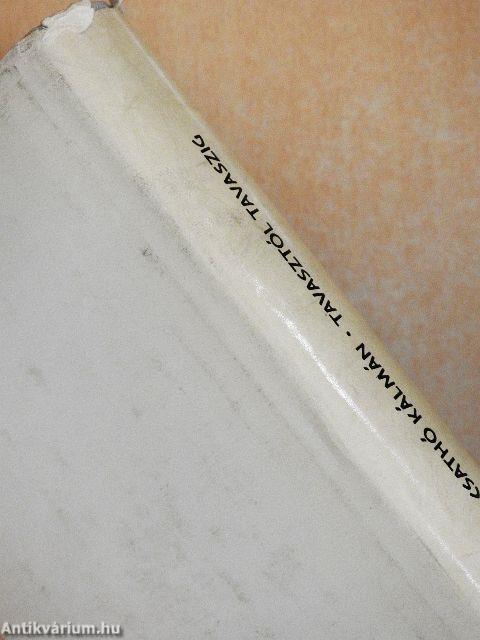 CSATHÓ KÁLMÁN · TAVASZTÓL TAVASZIG
Antikvárium.hu